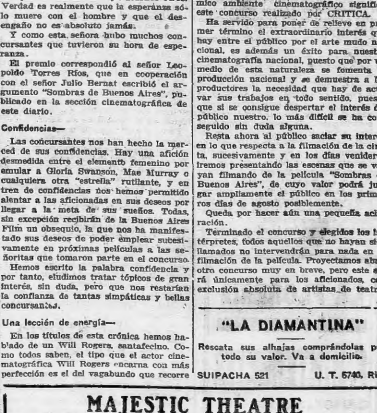 Verdad es realmente que la esperanza só-
lo muere con el hombre y que el des-
engaño no es absoluto jamás.
Y como esta señora hubo muchos con-
cursantes que tuvieron su hora de espe-
ranza.
El premio correspondió al señor Leo-
poldo Torres Ríos, que en cooperación
con el señor Julio Bernat escribió el ar-
gumento "Sombras de Buenos Aires", pu-
blicado en la sección cinematográfica de
este diario.
Confidencias—
Las concursantes nos han hecho la mer-
ced de sus confidencias. Hay una afición
desmedida entre el elemento femenino por
emular a Gloria Swanson, Mae Murray o
cualquiera otra "estrella" rutilante, y en
tren de confidencias dos hemos permitido
alentar a las aficionadas en sus deseos por
llegar a la meta de sus sueños. Todas,
sin excepción recibirán de la Buenos Aires
Film un obsequio, la que nos ha manifes-
tado sus deseos de poder emplear subesi-
vamente en próximas películas a las se-
ñoritas que tomaron parte en el concurso.
Hemos escrito la palabra confidencia y
por tanto, eludimos tratar tópicos de gran
interés, sin duda, pero que nos restarían
la confianza de tantas simpáticas y bellas
concursantes.
Una lección de energía—
En los títulos de esta crónica hemos ha-
blado de un Will Rogers, santafecino. Co-
mo todos saben, el tipo que el actor cine-
matográfica Will Rogers encarna con más
perfección es el del vagabundo que recorre
nico ambiente cinematográfico signifi
este concurso realizado por CRITICA.
Ha servido para poner de relieve en pr
mer término el extraordinario interés q
hay entre el público por el arte mudo n
cional, es además un éxito para nuest
cinematografía nacional, puesto que por
medio de esta naturaleza se fomenta
producción nacional y se demuestra a l
productores la necesidad que hay de ac
var sus trabajos en todo sentido, pues
que si se consigue despertar el interés d
público nuestro, lo más difícil se ha co
seguido sin duda alguna.
Resta ahora al público saciar su inter
en lo que respecta a la filmación de la ci
ta, sucesivamente y en los días venider
iremos presentando las escenas que se v
yan filmando de la película "Sombras
Buenos Aires", de cuyo valor podrá ju
gar ampliamente el público en los prim
ros días de agosto posiblemente.
Queda por hacer aún una pequeña acl
ración.
Terminado el concurso y elegidos los i
térpretes, todos aquellos que no hayan si
llamados no intervendrán para nada en
filmación de la película. Proyectamos ab
otro concurso muy en breve, pero este s
rá únicamente para los aficionados, c
exclusión absoluta de artistas de teatr
"LA DIAMANTINA"
Rescata sus alhajas comprándolas p
todo su valor. Va a domicilio.
SUIPACHA 521 U. T. 5740, RI
MAJESTIC THEATRE